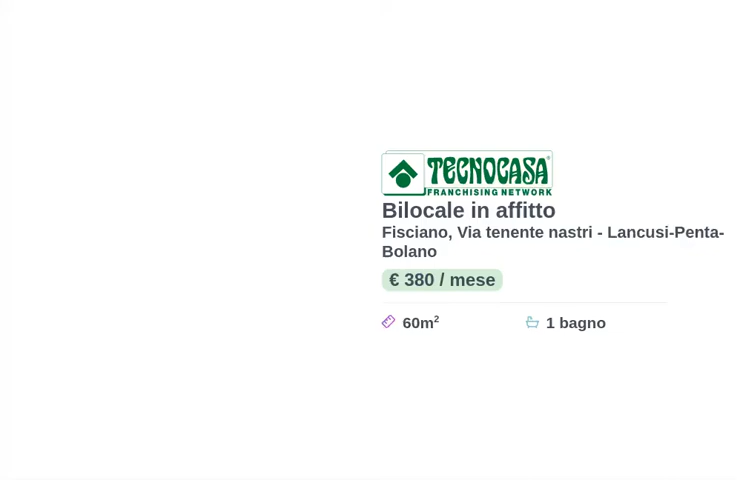 TECNOCASA
FRANCHISING NETWORK
Bilocale in affitto
Fisciano, Via tenente nastri - Lancusi-Penta-
Bolano
€ 380 / mese
60m²
1 bagno